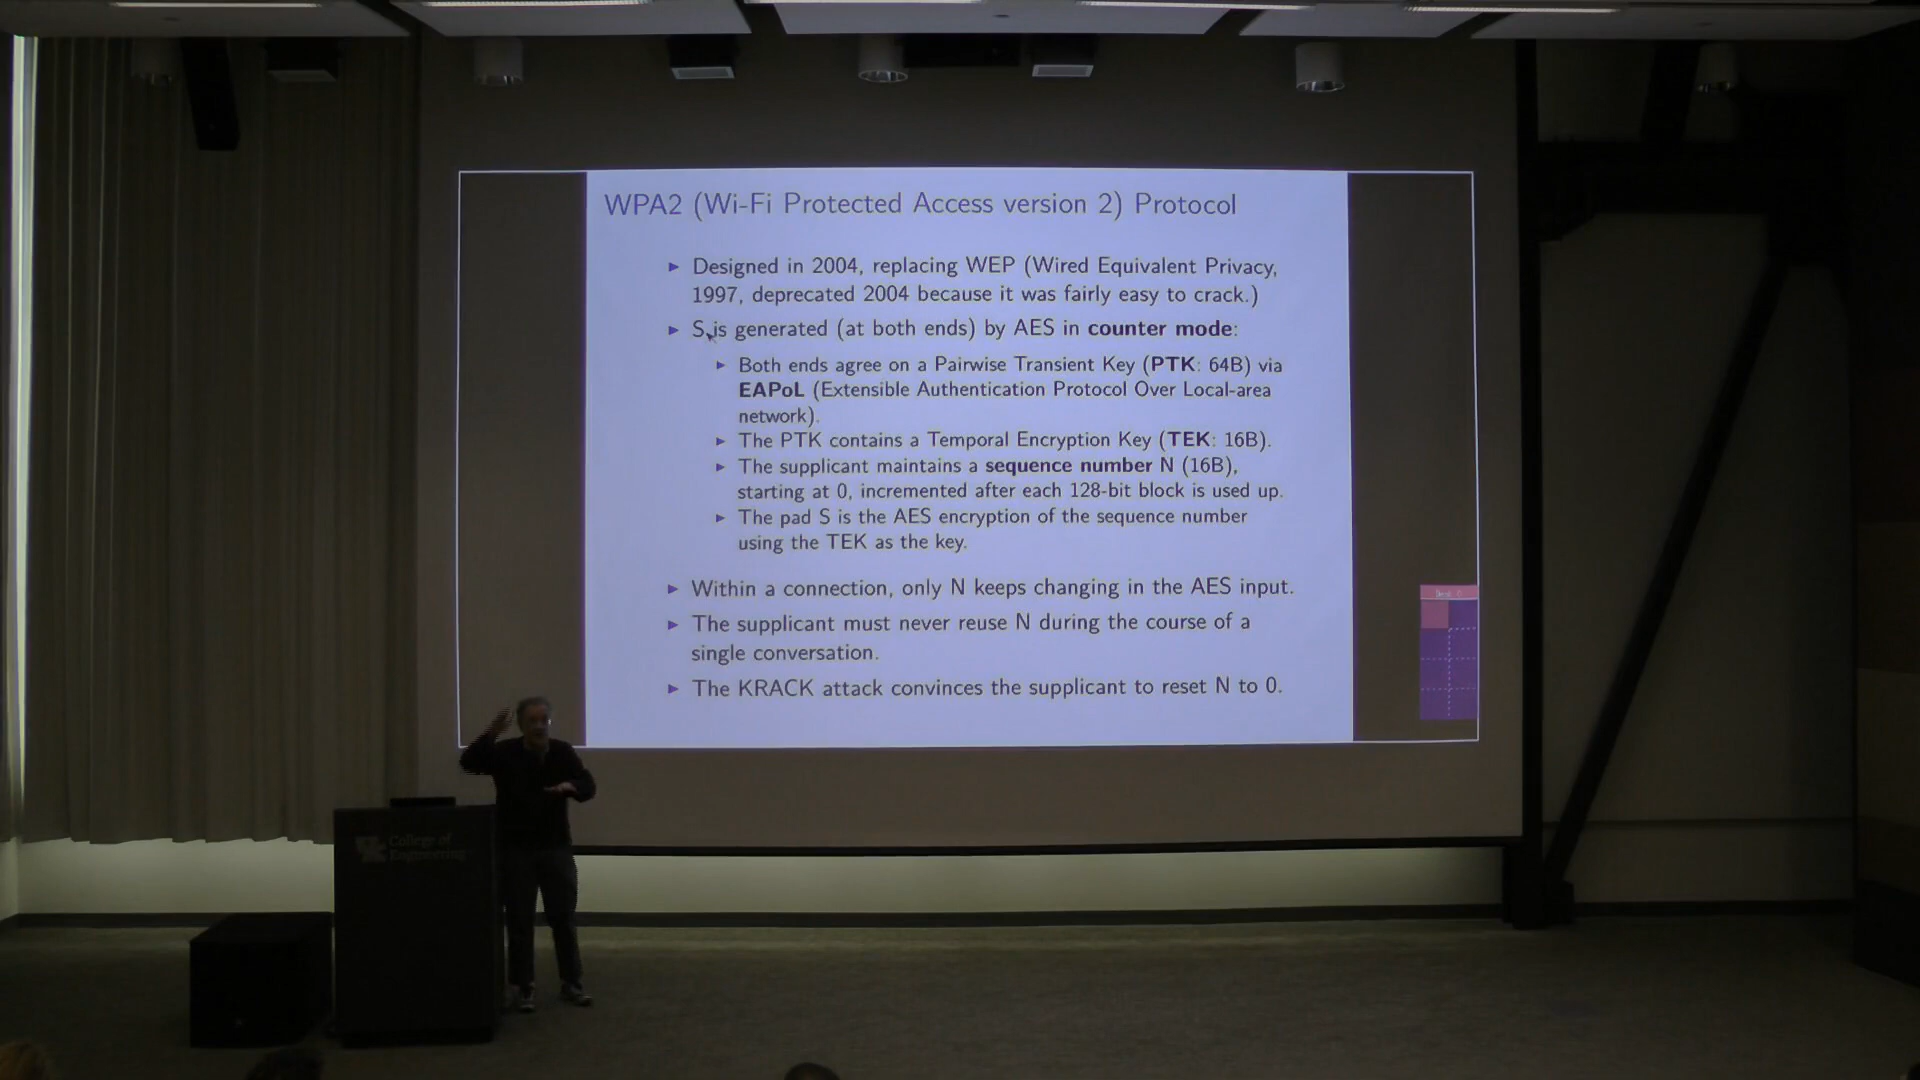 WPA2 (Wi-Fi Protected Access version 2) Protocol
▸ Designed in 2004, replacing WEP (Wired Equivalent Privacy,
1997, deprecated 2004 because it was fairly easy to crack.)
▸ S is generated (at both ends) by AES in counter mode:
▸ Both ends agree on a Pairwise Transient Key (PTK: 64B) via
EAPoL (Extensible Authentication Protocol Over Local-area
network).
▸ The PTK contains a Temporal Encryption Key (TEK: 16B).
▸ The supplicant maintains a sequence number N (16B),
starting at 0, incremented after each 128-bit block is used up.
▸ The pad S is the AES encryption of the sequence number
using the TEK as the key.
▸ Within a connection, only N keeps changing in the AES input.
▸ The supplicant must never reuse N during the course of a
single conversation.
▸ The KRACK attack convinces the supplicant to reset N to 0.
College of
Engineering